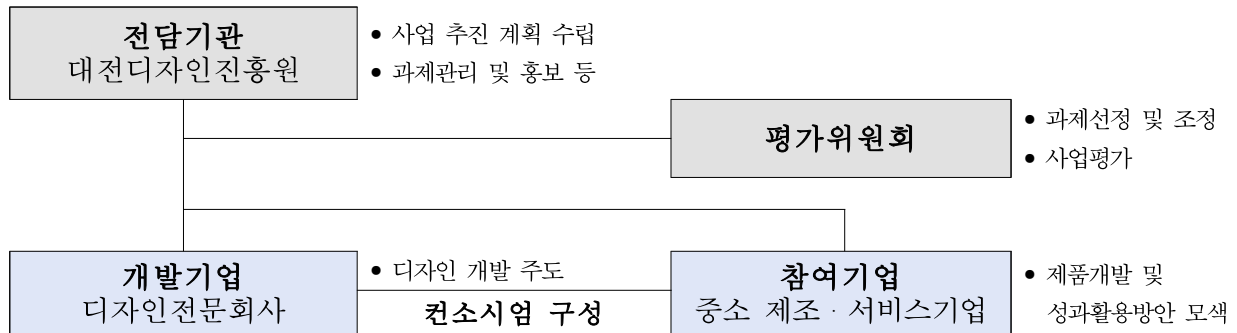 전담기관
대전디자인진흥원
• 사업 추진 계획 수립
• 과제관리 및 홍보 등
평가위원회
• 과제선정 및 조정
• 사업평가
개발기업
디자인전문회사
• 디자인 개발 주도
컨소시엄 구성
참여기업
중소 제조 · 서비스기업
• 제품개발 및
성과활용방안 모색